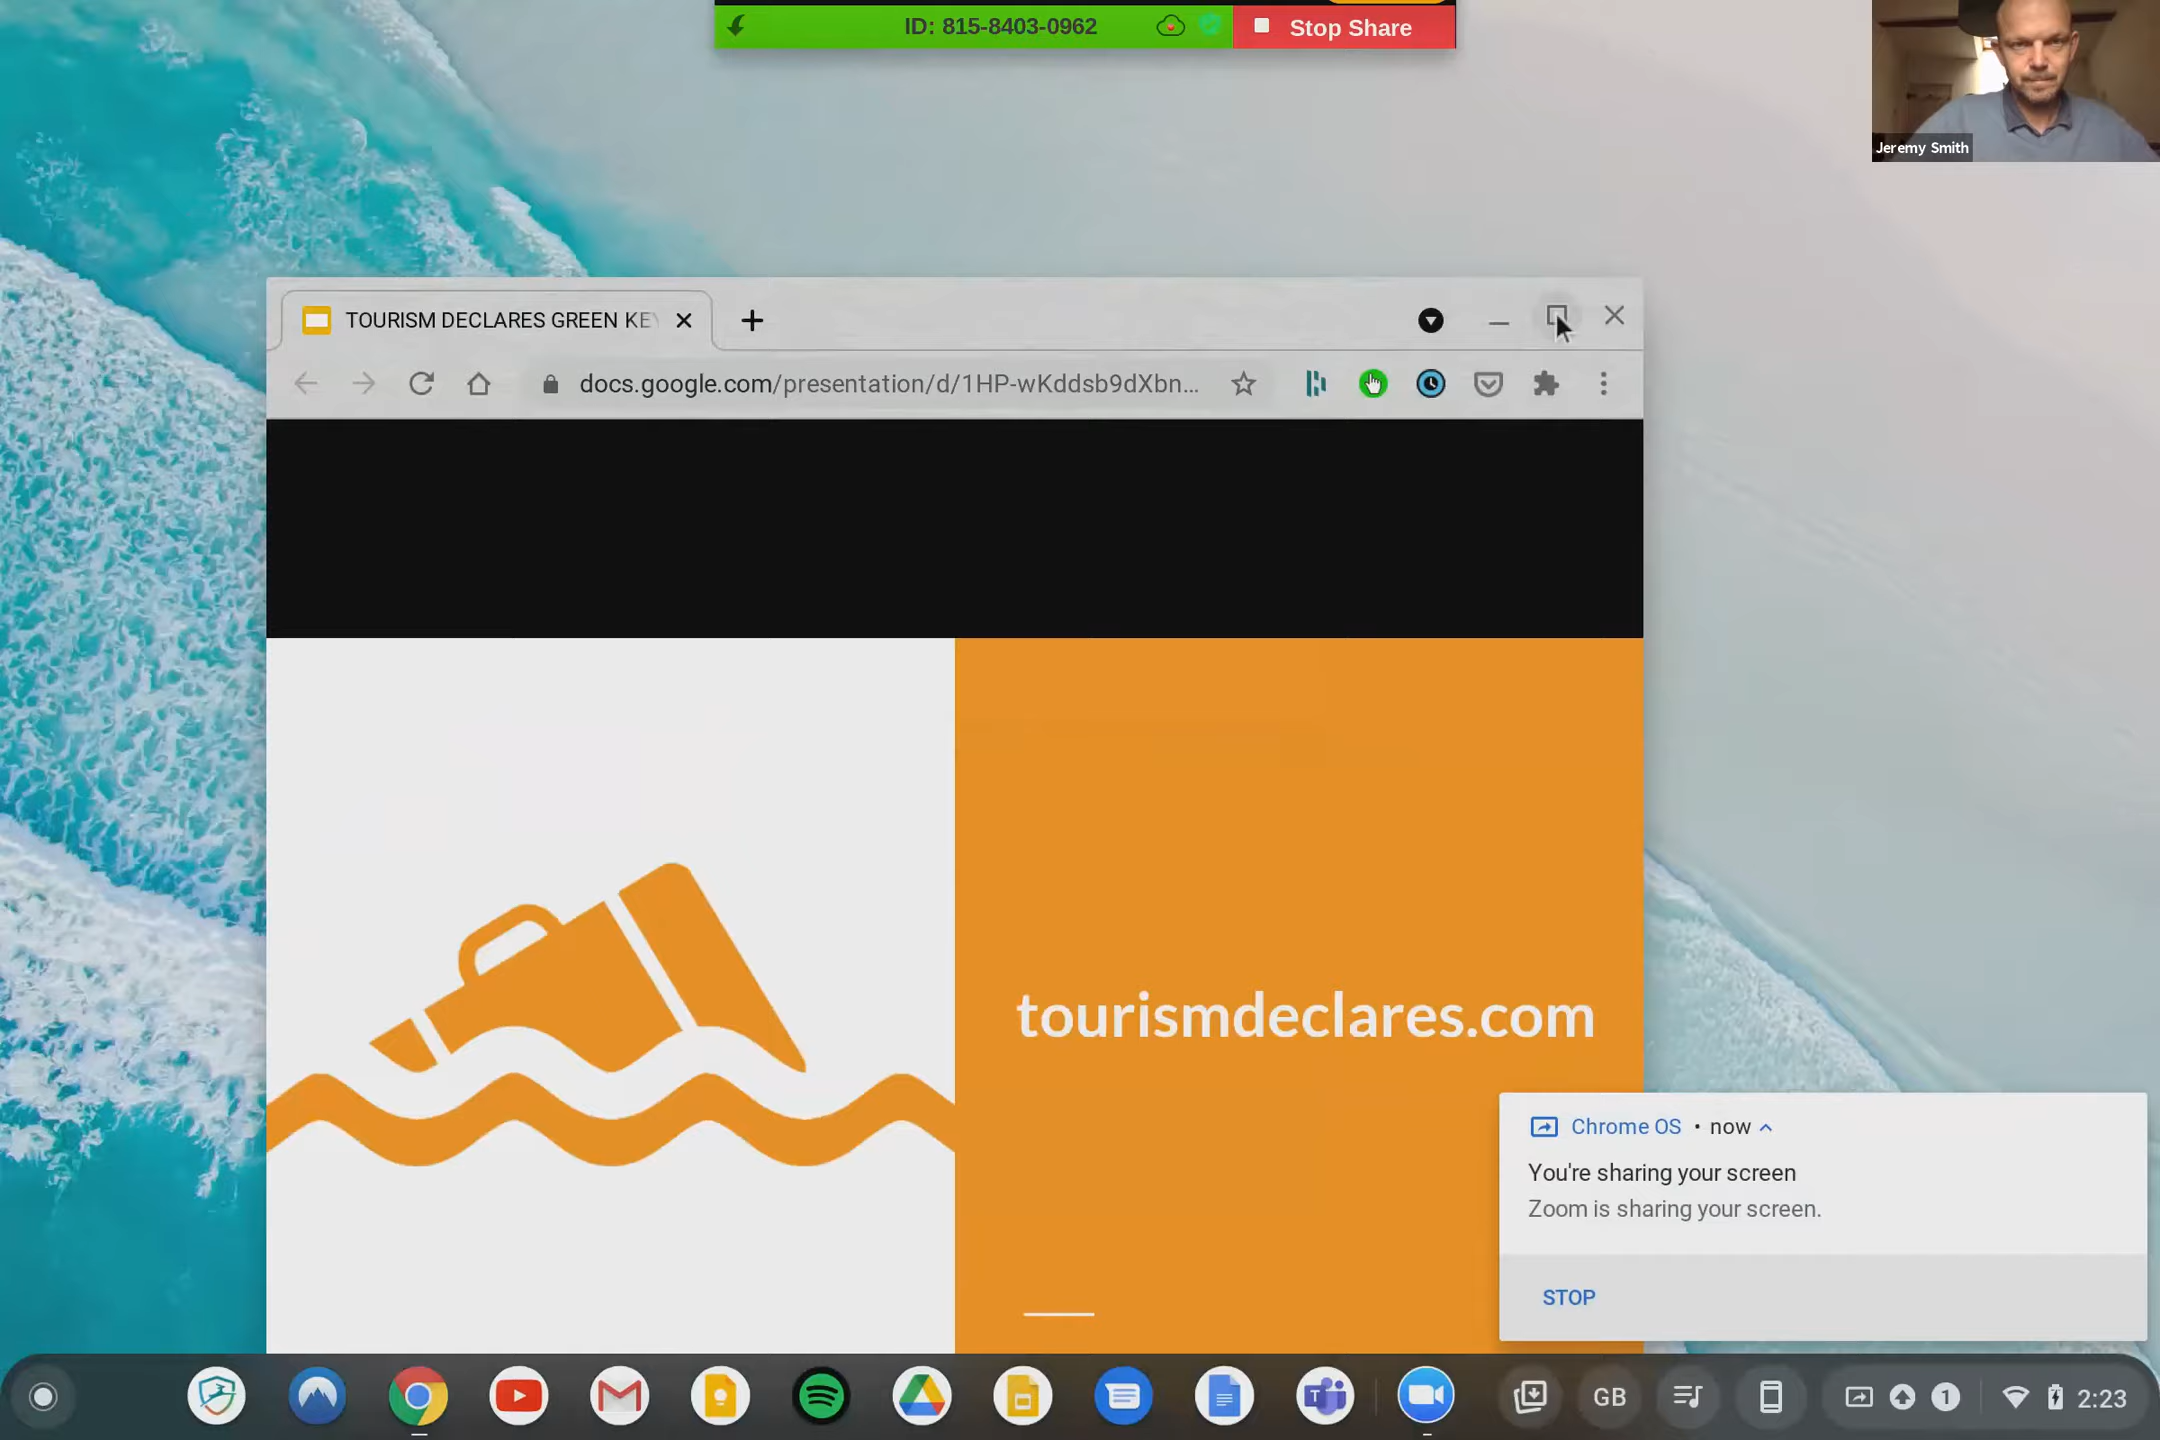 ID: 815-8403-0962
Stop Share
Jeremy Smith
TOURISM DECLARES GREEN KE
docs.google.com/presentation/d/1HP-wKddsb9dXbn...
tourismdeclares.com
Chrome OS • now
You're sharing your screen
Zoom is sharing your screen.
STOP
GB
1
2:23